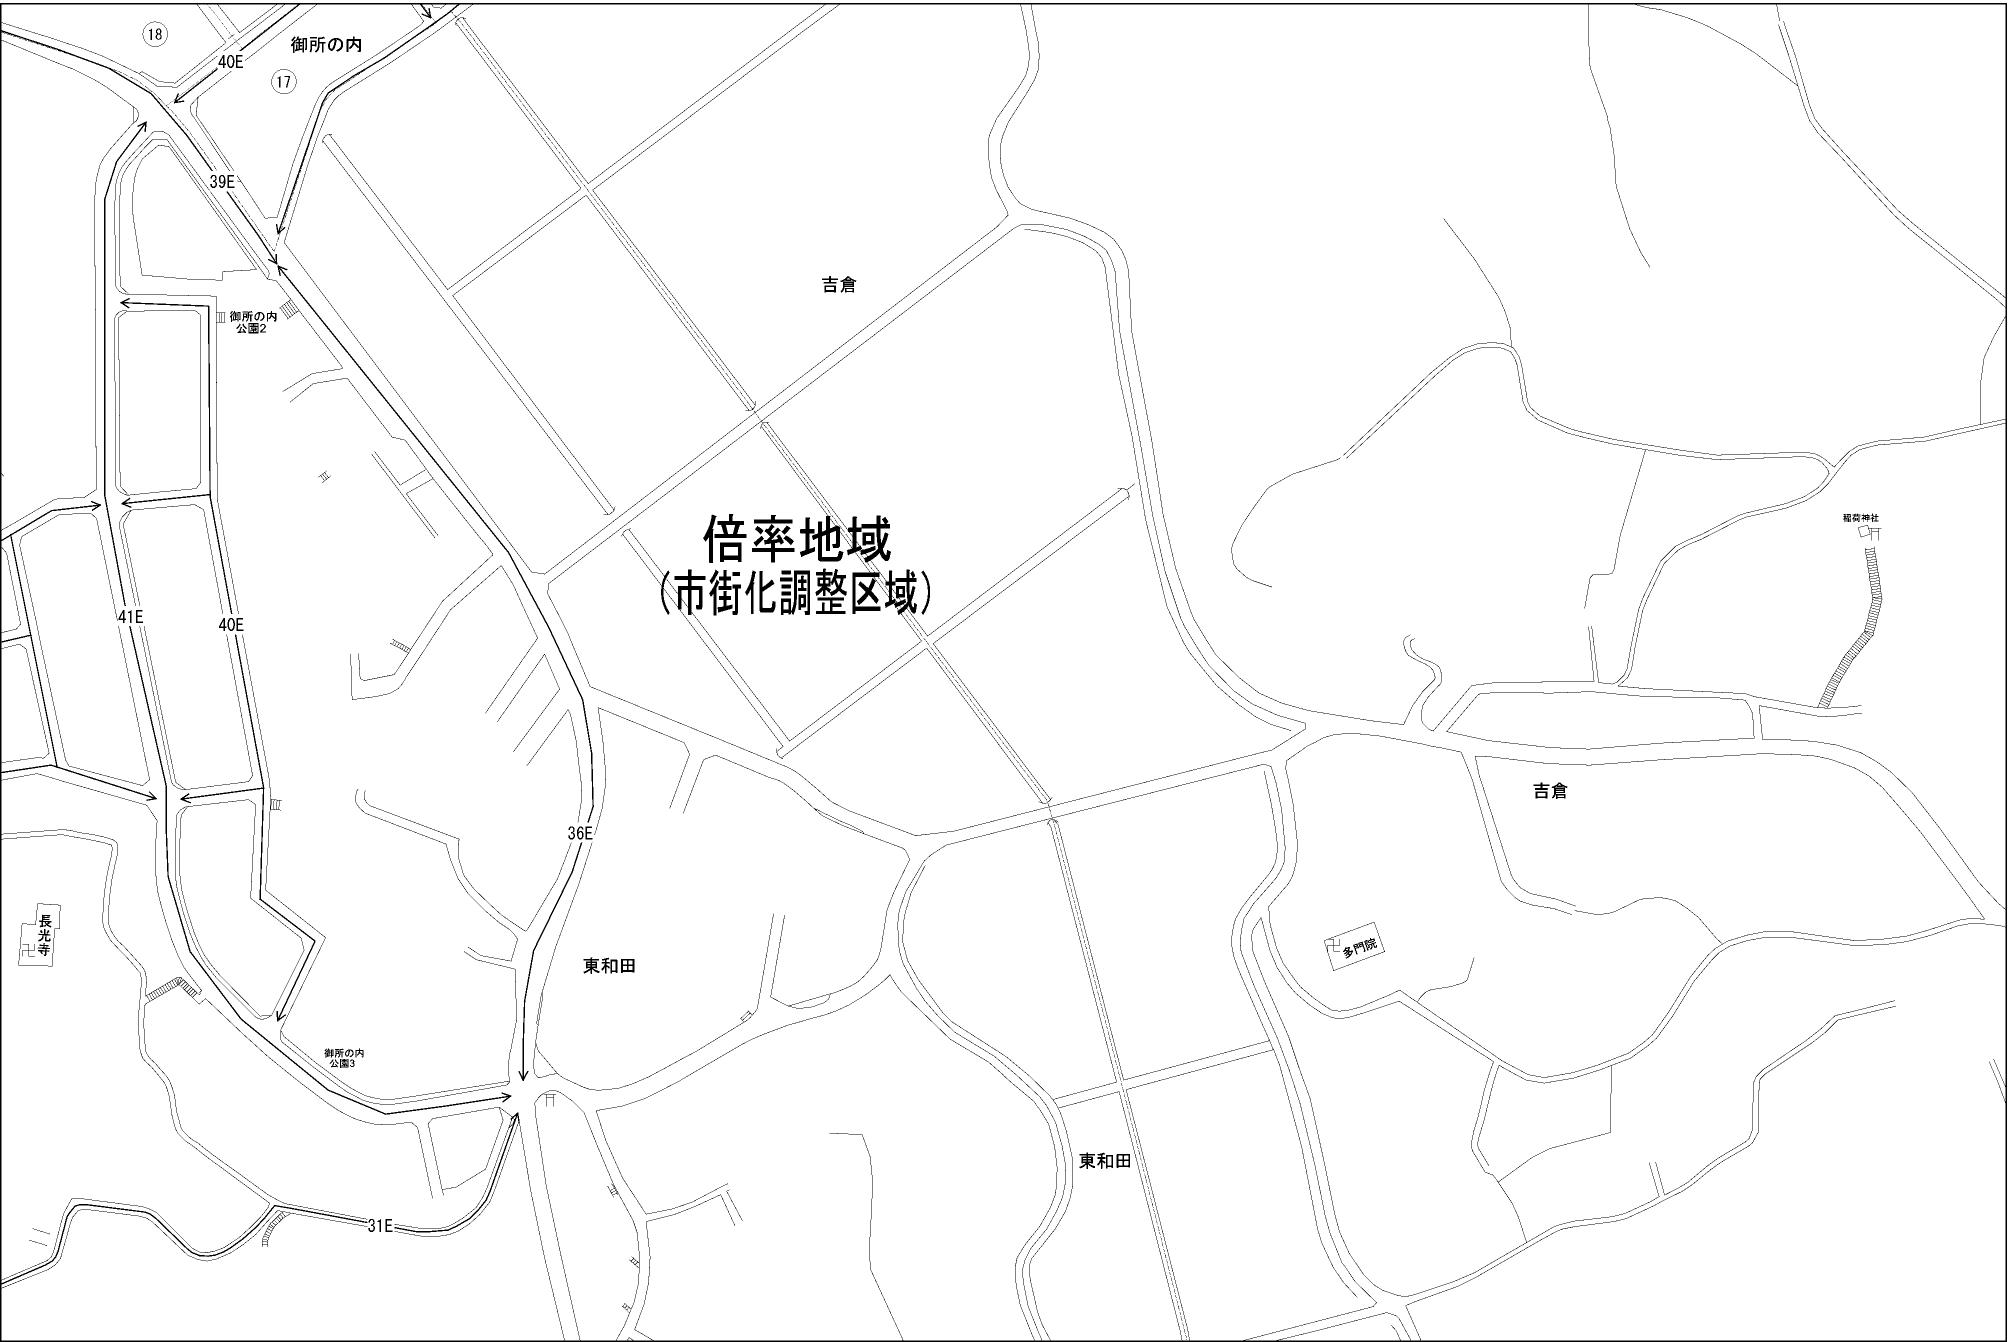 18
御所の内
40E
17
39E
吉倉
御所の内
公園2
倍率地域
(市街化調整区域)
稲荷神社
41E
40E
吉倉
36E
長光寺
多門院
東和田
御所の内
公園3
東和田
31E